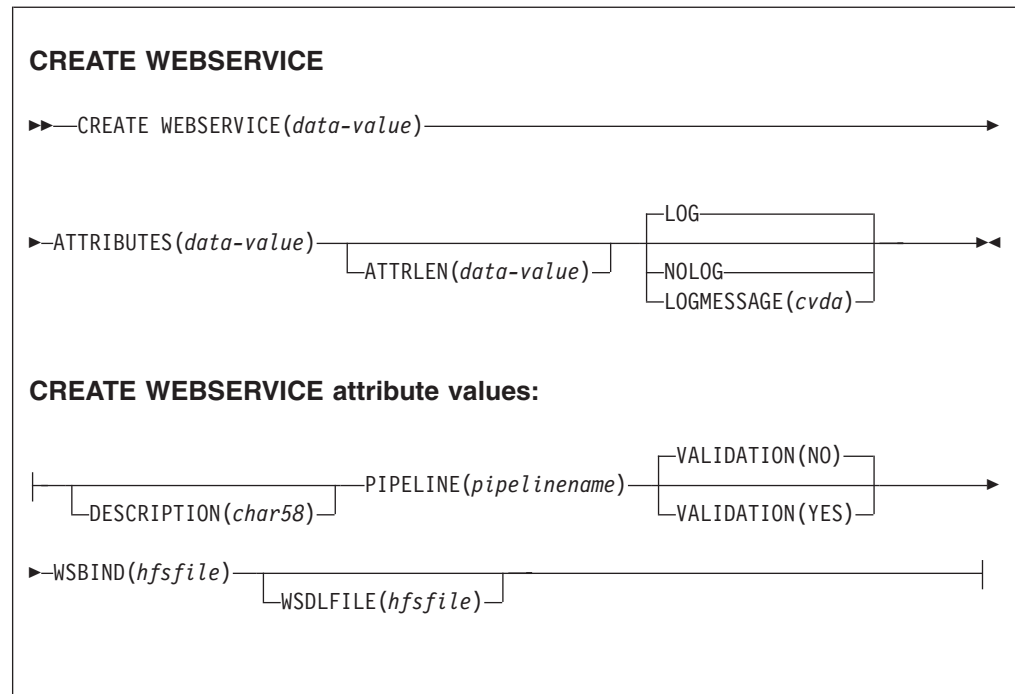 CREATE WEBSERVICE
CREATE WEBSERVICE(data-value)
LOG
ATTRIBUTES(data-value)
ATTRLEN(data-value)
NOLOG
LOGMESSAGE(cvda)
CREATE WEBSERVICE attribute values:
VALIDATION(NO)
PIPELINE(pipelinename)
DESCRIPTION(char58)
VALIDATION(YES)
WSBIND(hfsfile)
WSDLFILE(hfsfile)